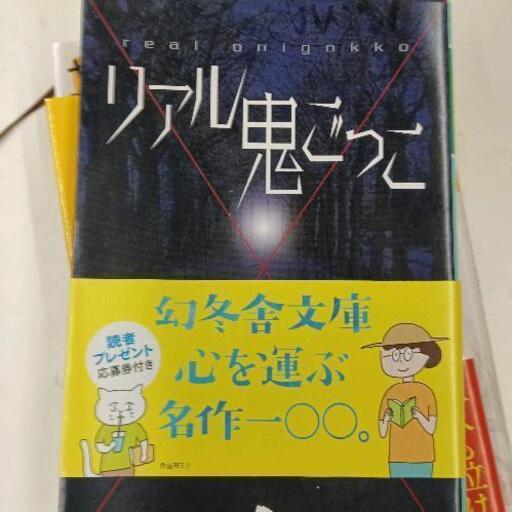 real onigokko
リアル鬼ごっこ
幻冬舎文庫
心を運ぶ
名作一〇〇。
読者
プレゼント
応募券付き